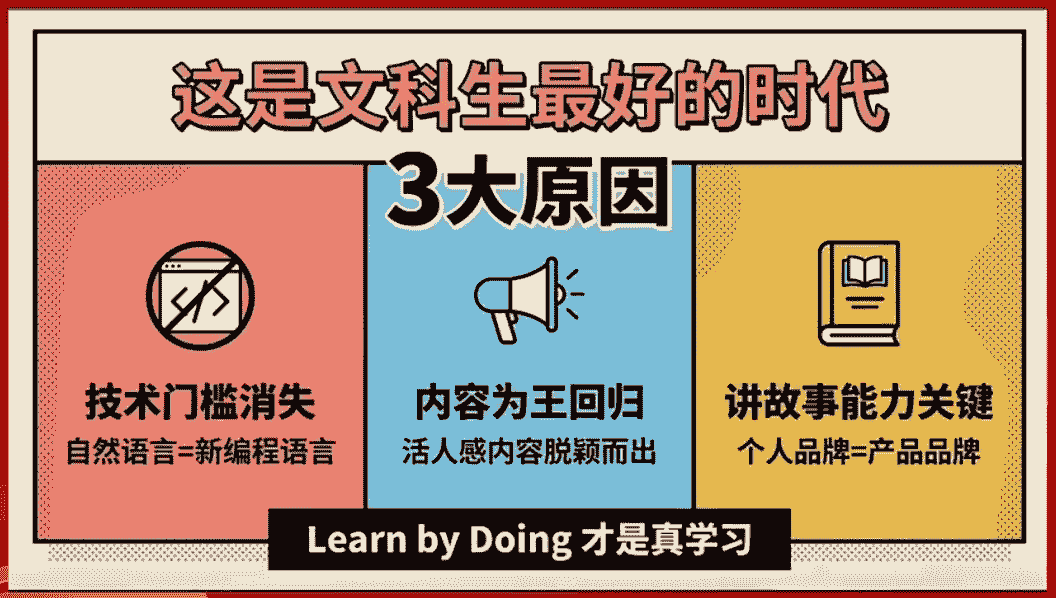 这是文科生最好的时代
3大原因
技术门槛消失
自然语言=新编程语言
内容为王回归
活人感内容脱颖而出
讲故事能力关键
个人品牌=产品品牌
Learn by Doing 才是真学习